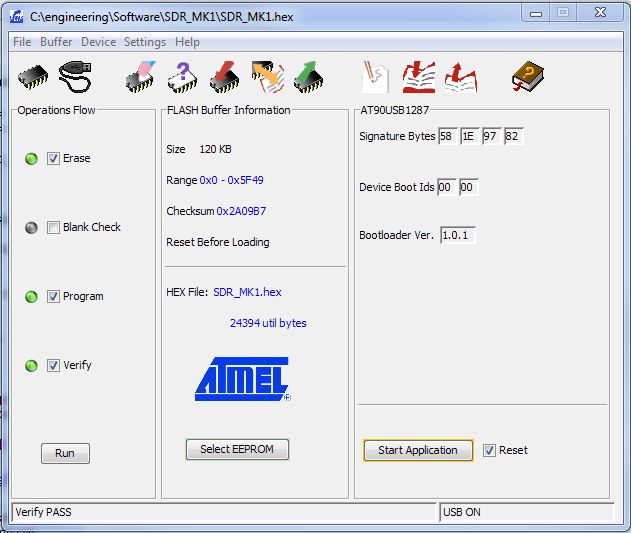 C:\engineering\Software\SDR_MK1\SDR_MK1.hex
File Buffer Device Settings Help
Operations Flow
Erase
Blank Check
Program
Verify
Run
FLASH Buffer Information
Size 120 KB
Range 0x0 - 0x5F49
Checksum 0x2A09B7
Reset Before Loading
HEX File: SDR_MK1.hex
24394 util bytes
ATMEL®
Select EEPROM
AT90USB1287
Signature Bytes 58 1E 97 82
Device Boot Ids 00 00
Bootloader Ver. 1.0.1
Start Application Reset
Verify PASS
USB ON